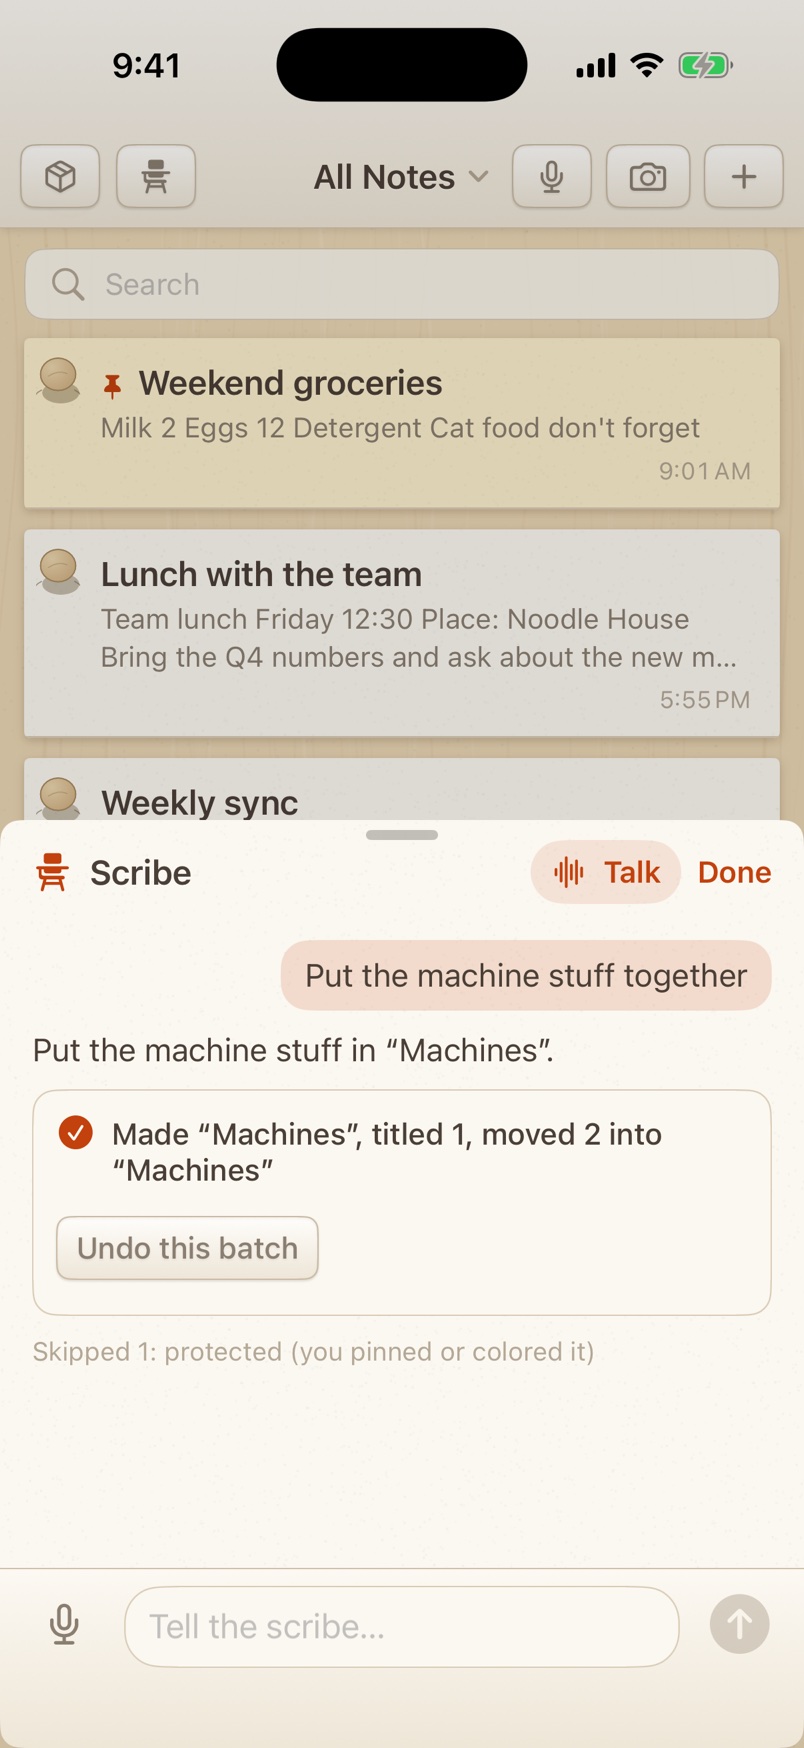 9:41
All Notes
Search
Weekend groceries
Milk 2 Eggs 12 Detergent Cat food don't forget
9:01 AM
Lunch with the team
Team lunch Friday 12:30 Place: Noodle House
Bring the Q4 numbers and ask about the new m...
5:55 PM
Weekly sync
Scribe
Talk
Done
Put the machine stuff together
Put the machine stuff in “Machines”.
Made “Machines”, titled 1, moved 2 into
“Machines”
Undo this batch
Skipped 1: protected (you pinned or colored it)
Tell the scribe...